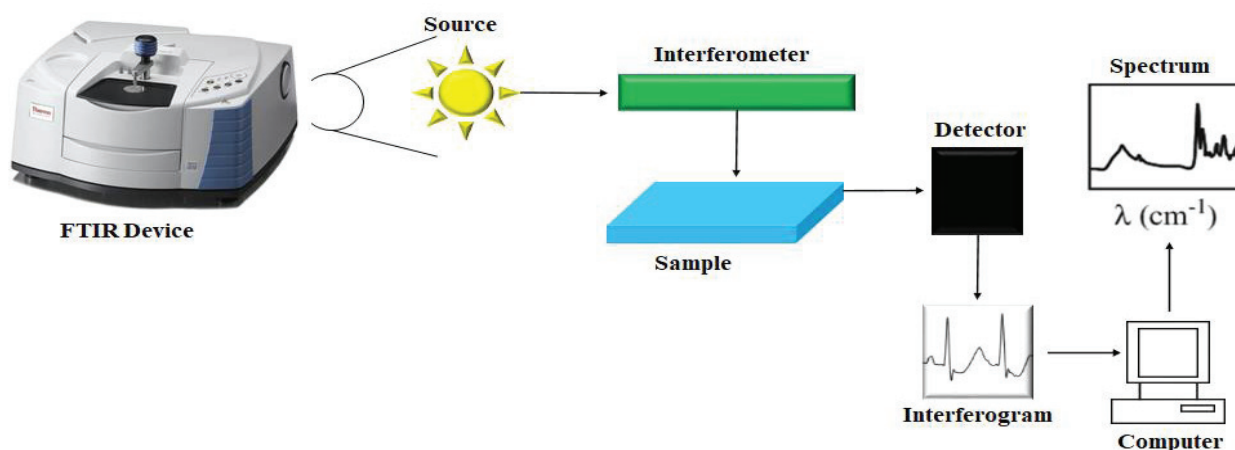 Source
Interferometer
Spectrum
Detector
λ (cm⁻¹)
FTIR Device
Sample
Interferogram
Computer